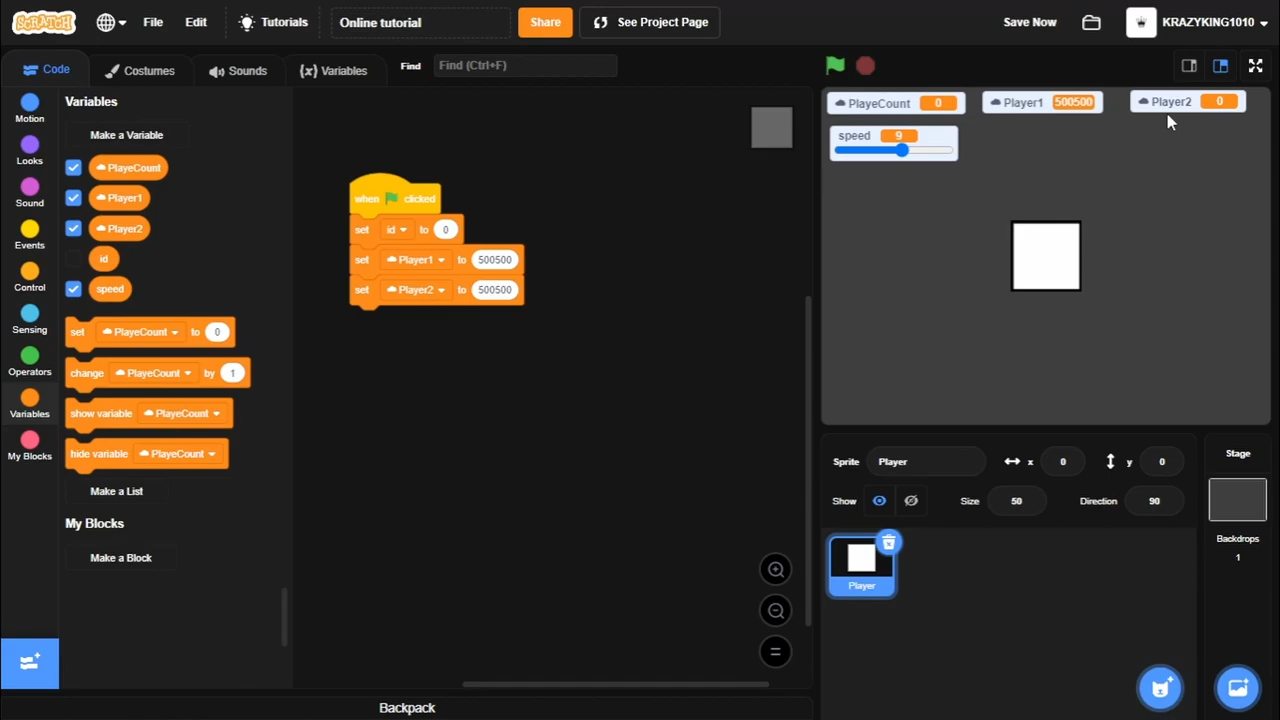 SCRATCH
File
Edit
Tutorials
Online tutorial
Share
See Project Page
Save Now
KRAZYKING1010
Code
Costumes
Sounds
Variables
Find
Find (Ctrl+F)
Motion
Looks
Sound
Events
Control
Sensing
Operators
Variables
My Blocks
Variables
Make a Variable
PlayeCount
Player1
Player2
id
speed
set PlayeCount to 0
change PlayeCount by 1
show variable PlayeCount
hide variable PlayeCount
Make a List
My Blocks
Make a Block
when clicked
set id to 0
set Player1 to 500500
set Player2 to 500500
PlayeCount 0
Player1 500500
Player2 0
speed 9
Sprite Player x 0 y 0
Show Size 50 Direction 90
Player
Stage
Backdrops
1
Backpack